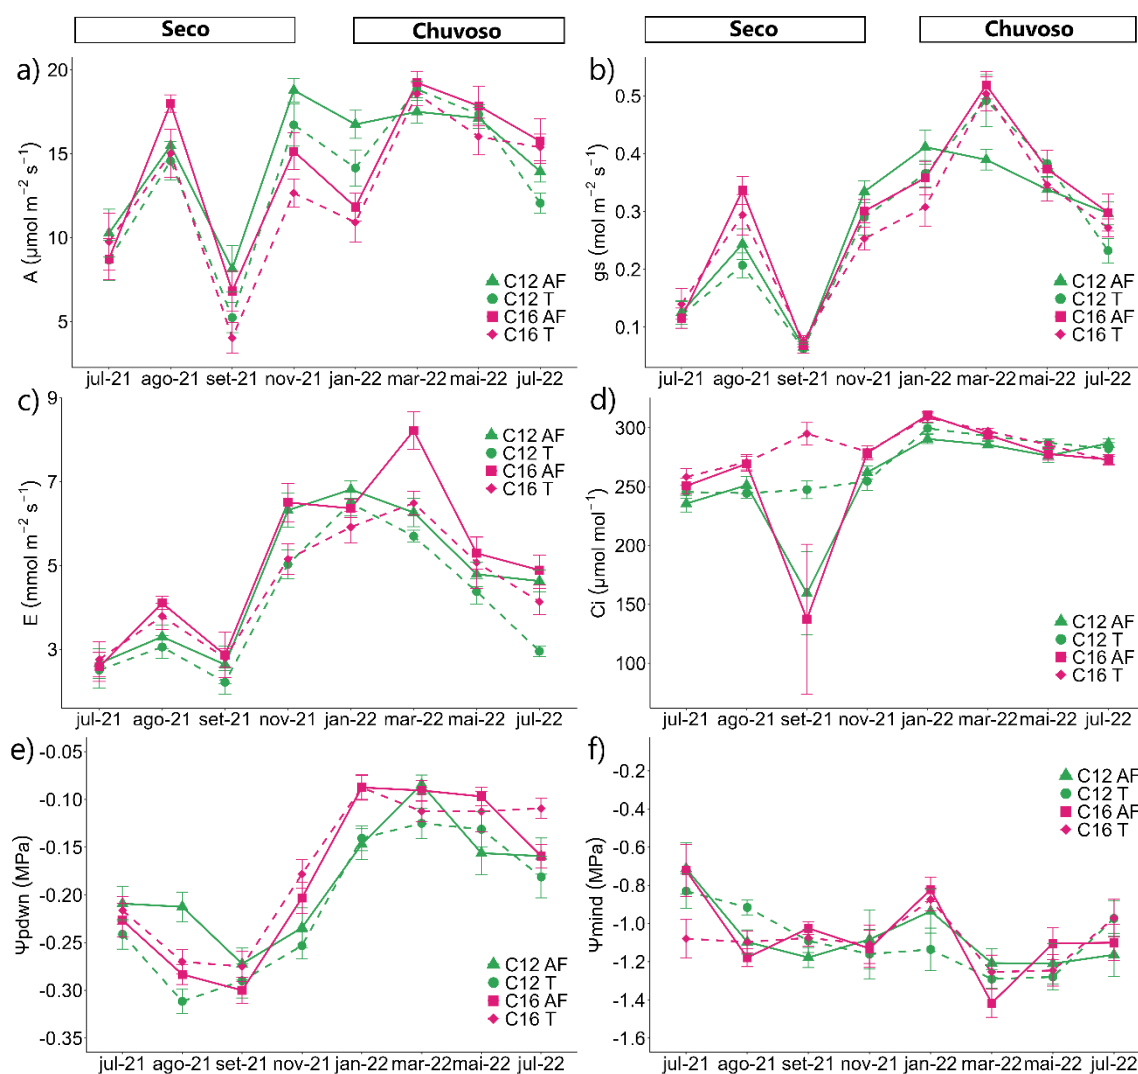 Seco
Chuvoso
Seco
Chuvoso
a)
A (µmol m⁻² s⁻¹)
20
15
10
5
C12 AF
C12 T
C16 AF
C16 T
jul-21 ago-21 set-21 nov-21 jan-22 mar-22 mai-22 jul-22
b)
gs (mol m⁻² s⁻¹)
0.5
0.4
0.3
0.2
0.1
C12 AF
C12 T
C16 AF
C16 T
jul-21 ago-21 set-21 nov-21 jan-22 mar-22 mai-22 jul-22
c)
E (mmol m⁻² s⁻¹)
9
7
5
3
C12 AF
C12 T
C16 AF
C16 T
jul-21 ago-21 set-21 nov-21 jan-22 mar-22 mai-22 jul-22
d)
Ci (µmol mol⁻¹)
300
250
200
150
100
C12 AF
C12 T
C16 AF
C16 T
jul-21 ago-21 set-21 nov-21 jan-22 mar-22 mai-22 jul-22
e)
Ψpdwn (MPa)
-0.05
-0.10
-0.15
-0.20
-0.25
-0.30
-0.35
C12 AF
C12 T
C16 AF
C16 T
jul-21 ago-21 set-21 nov-21 jan-22 mar-22 mai-22 jul-22
f)
Ψmind (MPa)
-0.2
-0.4
-0.6
-0.8
-1.0
-1.2
-1.4
-1.6
C12 AF
C12 T
C16 AF
C16 T
jul-21 ago-21 set-21 nov-21 jan-22 mar-22 mai-22 jul-22